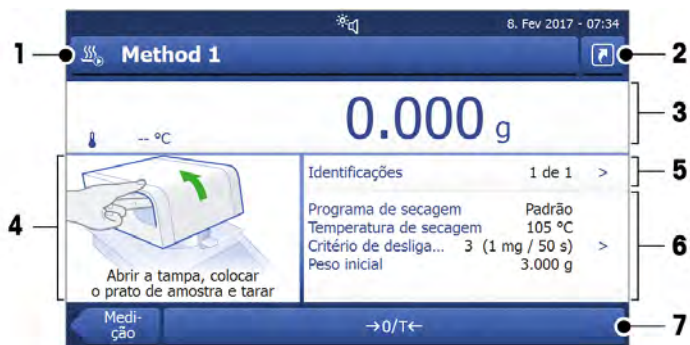 8. Fev 2017 - 07:34
1 Method 1 2
0.000 g
3
-- °C
4
Identificações 1 de 1 >
5
Programa de secagem Padrão
Temperatura de secagem 105 °C
Critério de desliga... 3 (1 mg / 50 s) >
6
Peso inicial 3.000 g
Abrir a tampa, colocar
o prato de amostra e tarar
Medi-
ção
→0/T←
7